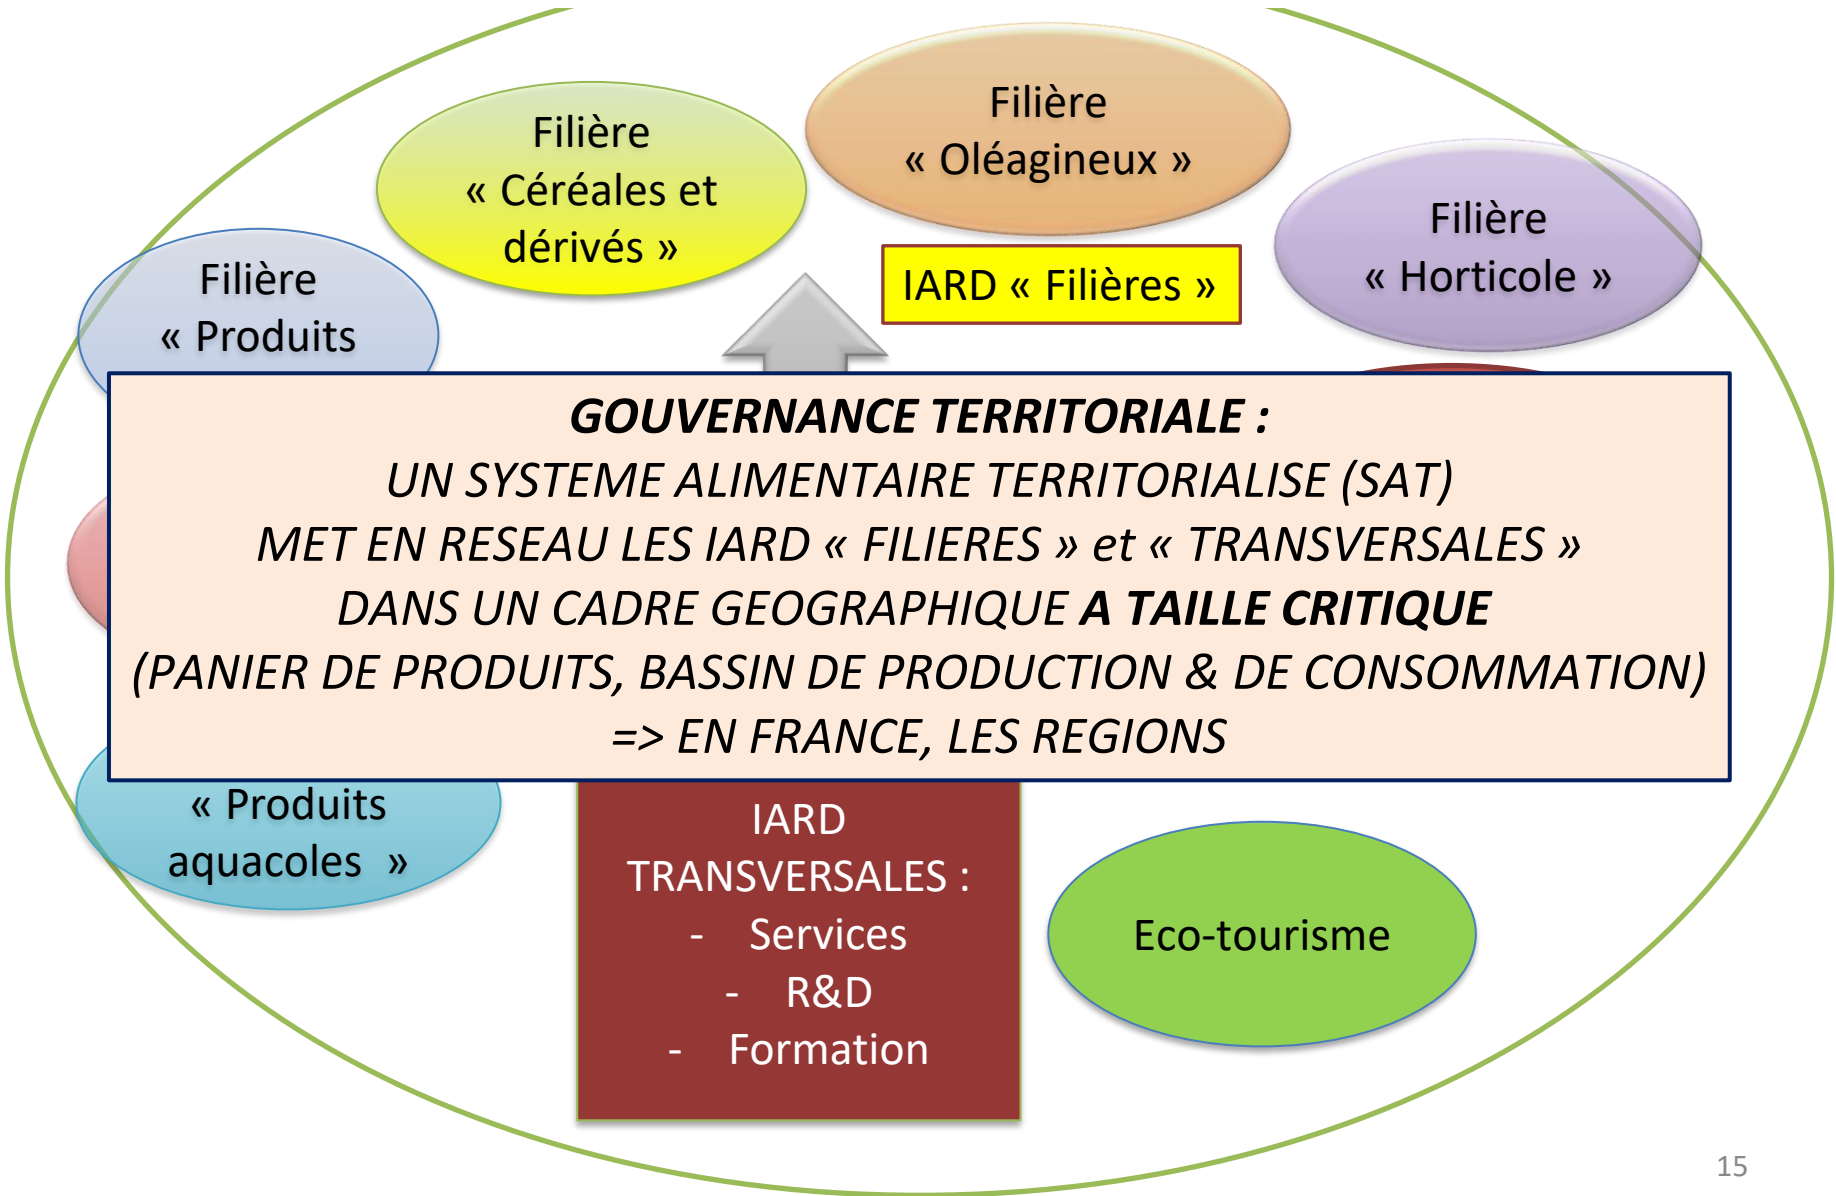 Filière
« Oléagineux »
Filière
« Céréales et
dérivés »
Filière
« Horticole »
IARD « Filières »
Filière
« Produits
GOUVERNANCE TERRITORIALE :
UN SYSTEME ALIMENTAIRE TERRITORIALISE (SAT)
MET EN RESEAU LES IARD « FILIERES » et « TRANSVERSALES »
DANS UN CADRE GEOGRAPHIQUE A TAILLE CRITIQUE
(PANIER DE PRODUITS, BASSIN DE PRODUCTION & DE CONSOMMATION)
=> EN FRANCE, LES REGIONS
« Produits
aquacoles »
IARD
TRANSVERSALES :
- Services
- R&D
- Formation
Eco-tourisme
15